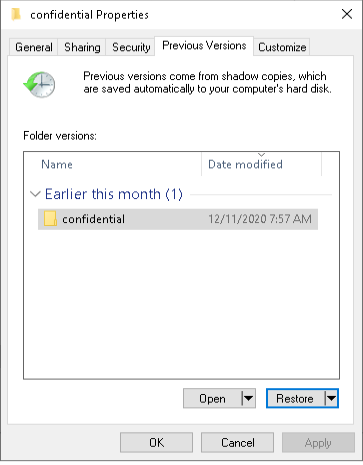 confidential Properties
General Sharing Security Previous Versions Customize
Previous versions come from shadow copies, which
are saved automatically to your computer's hard disk.
Folder versions:
Name Date modified
Earlier this month (1)
confidential 12/11/2020 7:57 AM
Open Restore
OK Cancel Apply